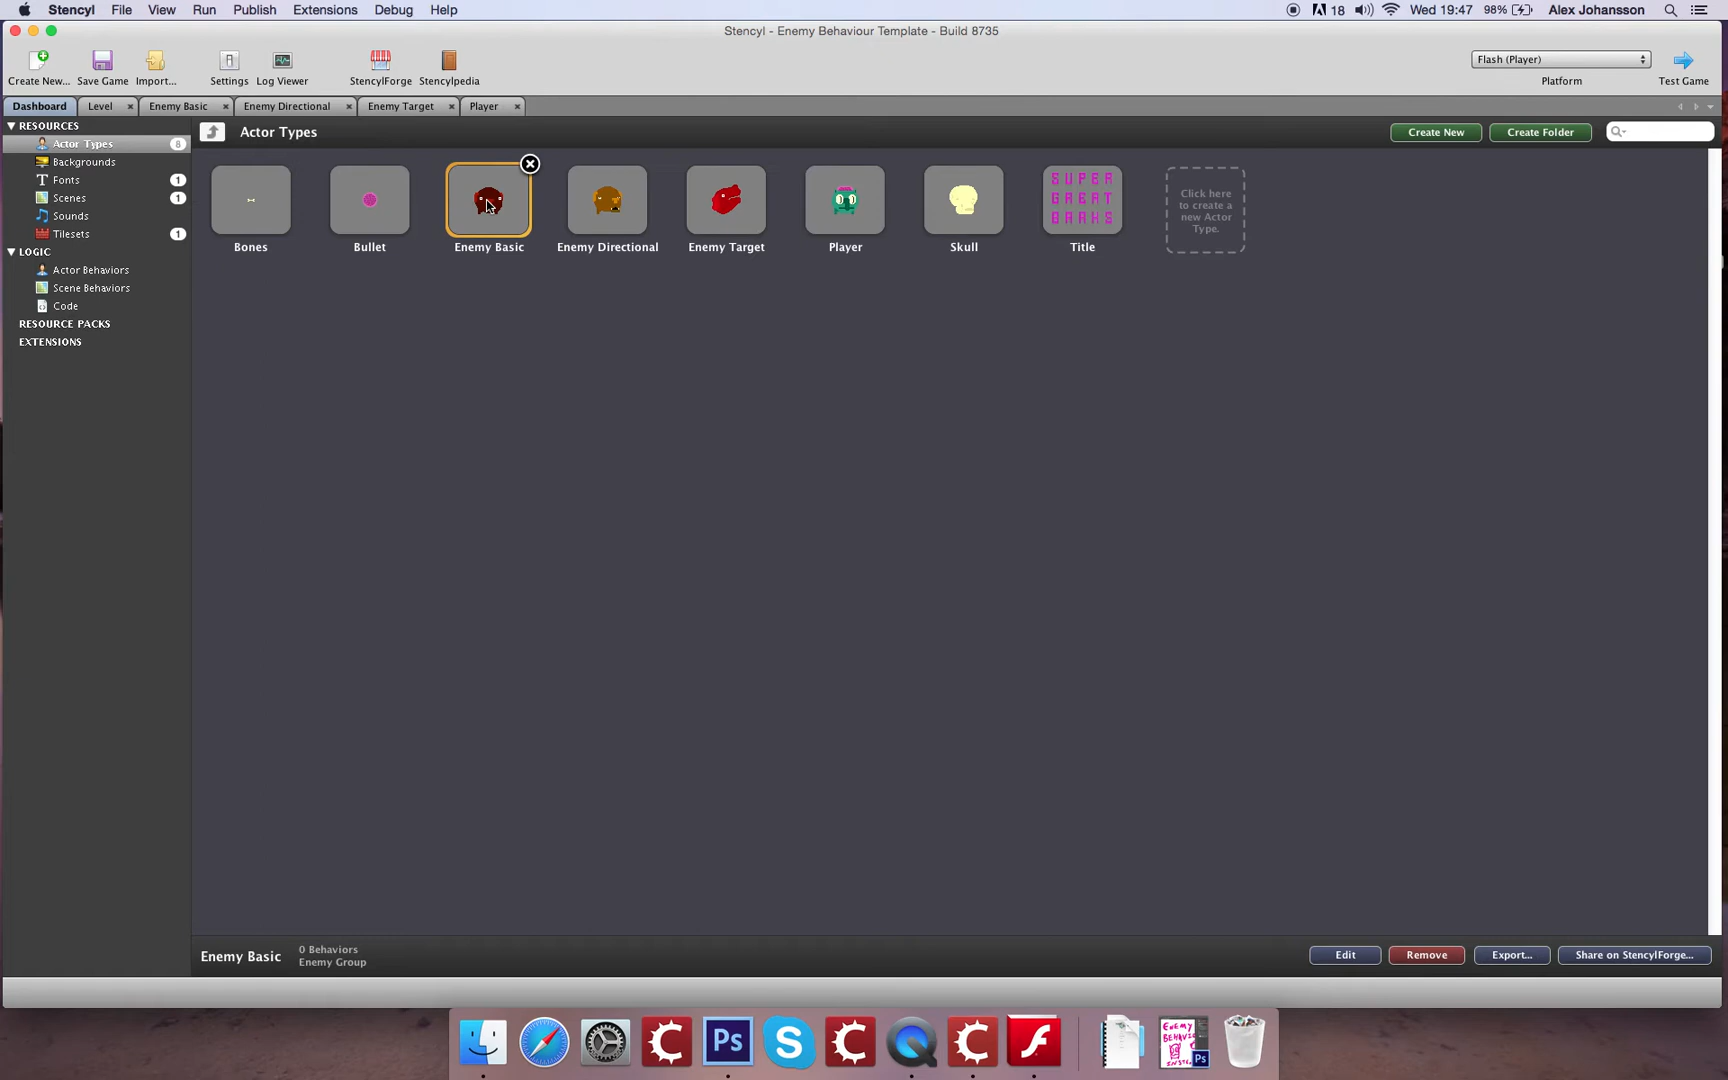 Stencyl File View Run Publish Extensions Debug Help 18 Wed 19:47 98% Alex Johansson
Stencyl - Enemy Behaviour Template - Build 8735
Create New... Save Game Import... Settings Log Viewer StencylForge Stencylpedia
Flash (Player)
Platform Test Game
Dashboard Level Enemy Basic Enemy Directional Enemy Target Player
RESOURCES
Actor Types 8
Backgrounds
Fonts 1
Scenes 1
Sounds
Tilesets 1
LOGIC
Actor Behaviors
Scene Behaviors
Code
RESOURCE PACKS
EXTENSIONS
Actor Types
Create New Create Folder
SUPER
GREAT
Click here
to create a
new Actor
Type.
Bones Bullet Enemy Basic Enemy Directional Enemy Target Player Skull Title
Enemy Basic
0 Behaviors
Enemy Group
Edit Remove Export... Share on StencylForge...
Ps
S
ENEMY
Ps